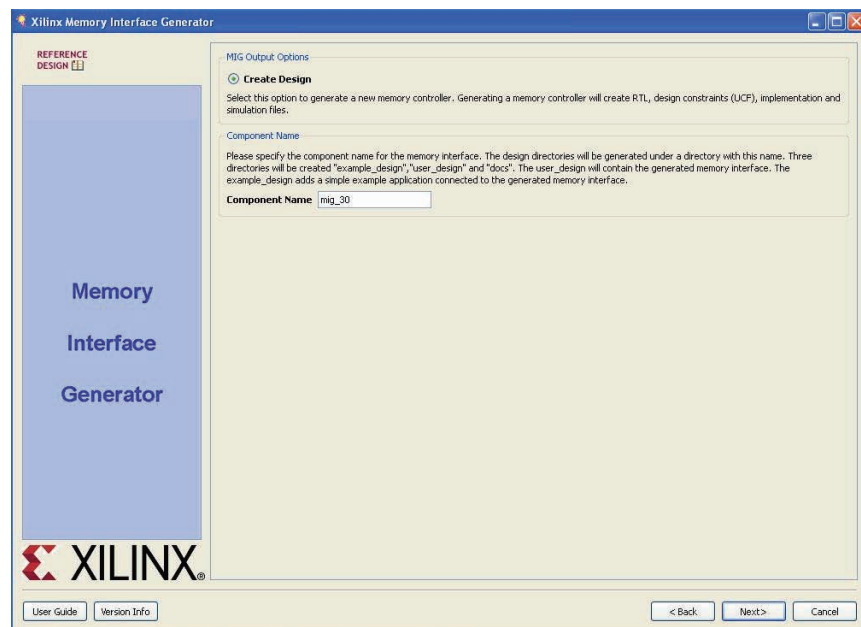 Xilinx Memory Interface Generator
REFERENCE
DESIGN
MIG Output Options
Create Design
Select this option to generate a new memory controller. Generating a memory controller will create RTL, design constraints (UCF), implementation and
simulation files.
Component Name
Please specify the component name for the memory interface. The design directories will be generated under a directory with this name. Three
directories will be created "example_design","user_design" and "docs". The user_design will contain the generated memory interface. The
example_design adds a simple example application connected to the generated memory interface.
Component Name mig_30
Memory
Interface
Generator
XILINX®
User Guide Version Info < Back Next> Cancel